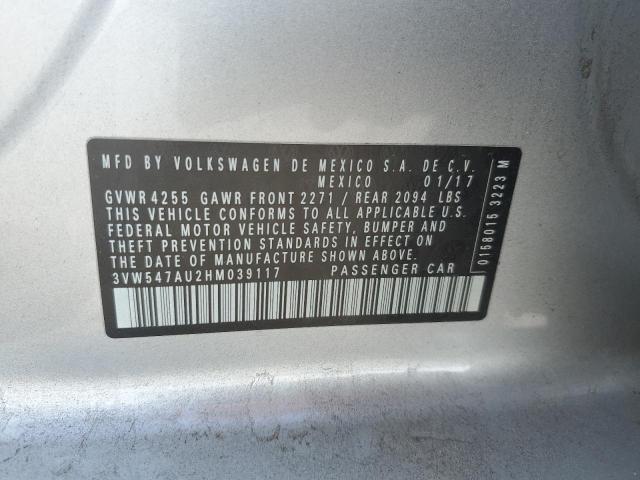 MFD BY VOLKSWAGEN DE MEXICO S.A. DE C.V.
MEXICO 01/17
GVWR 4255 GAWR FRONT 2271 / REAR 2094 LBS
THIS VEHICLE CONFORMS TO ALL APPLICABLE U.S.
FEDERAL MOTOR VEHICLE SAFETY, BUMPER AND
THEFT PREVENTION STANDARDS IN EFFECT ON
THE DATE OF MANUFACTURE SHOWN ABOVE.
3VW547AU2HM039117 PASSENGER CAR
0158015 3223 M